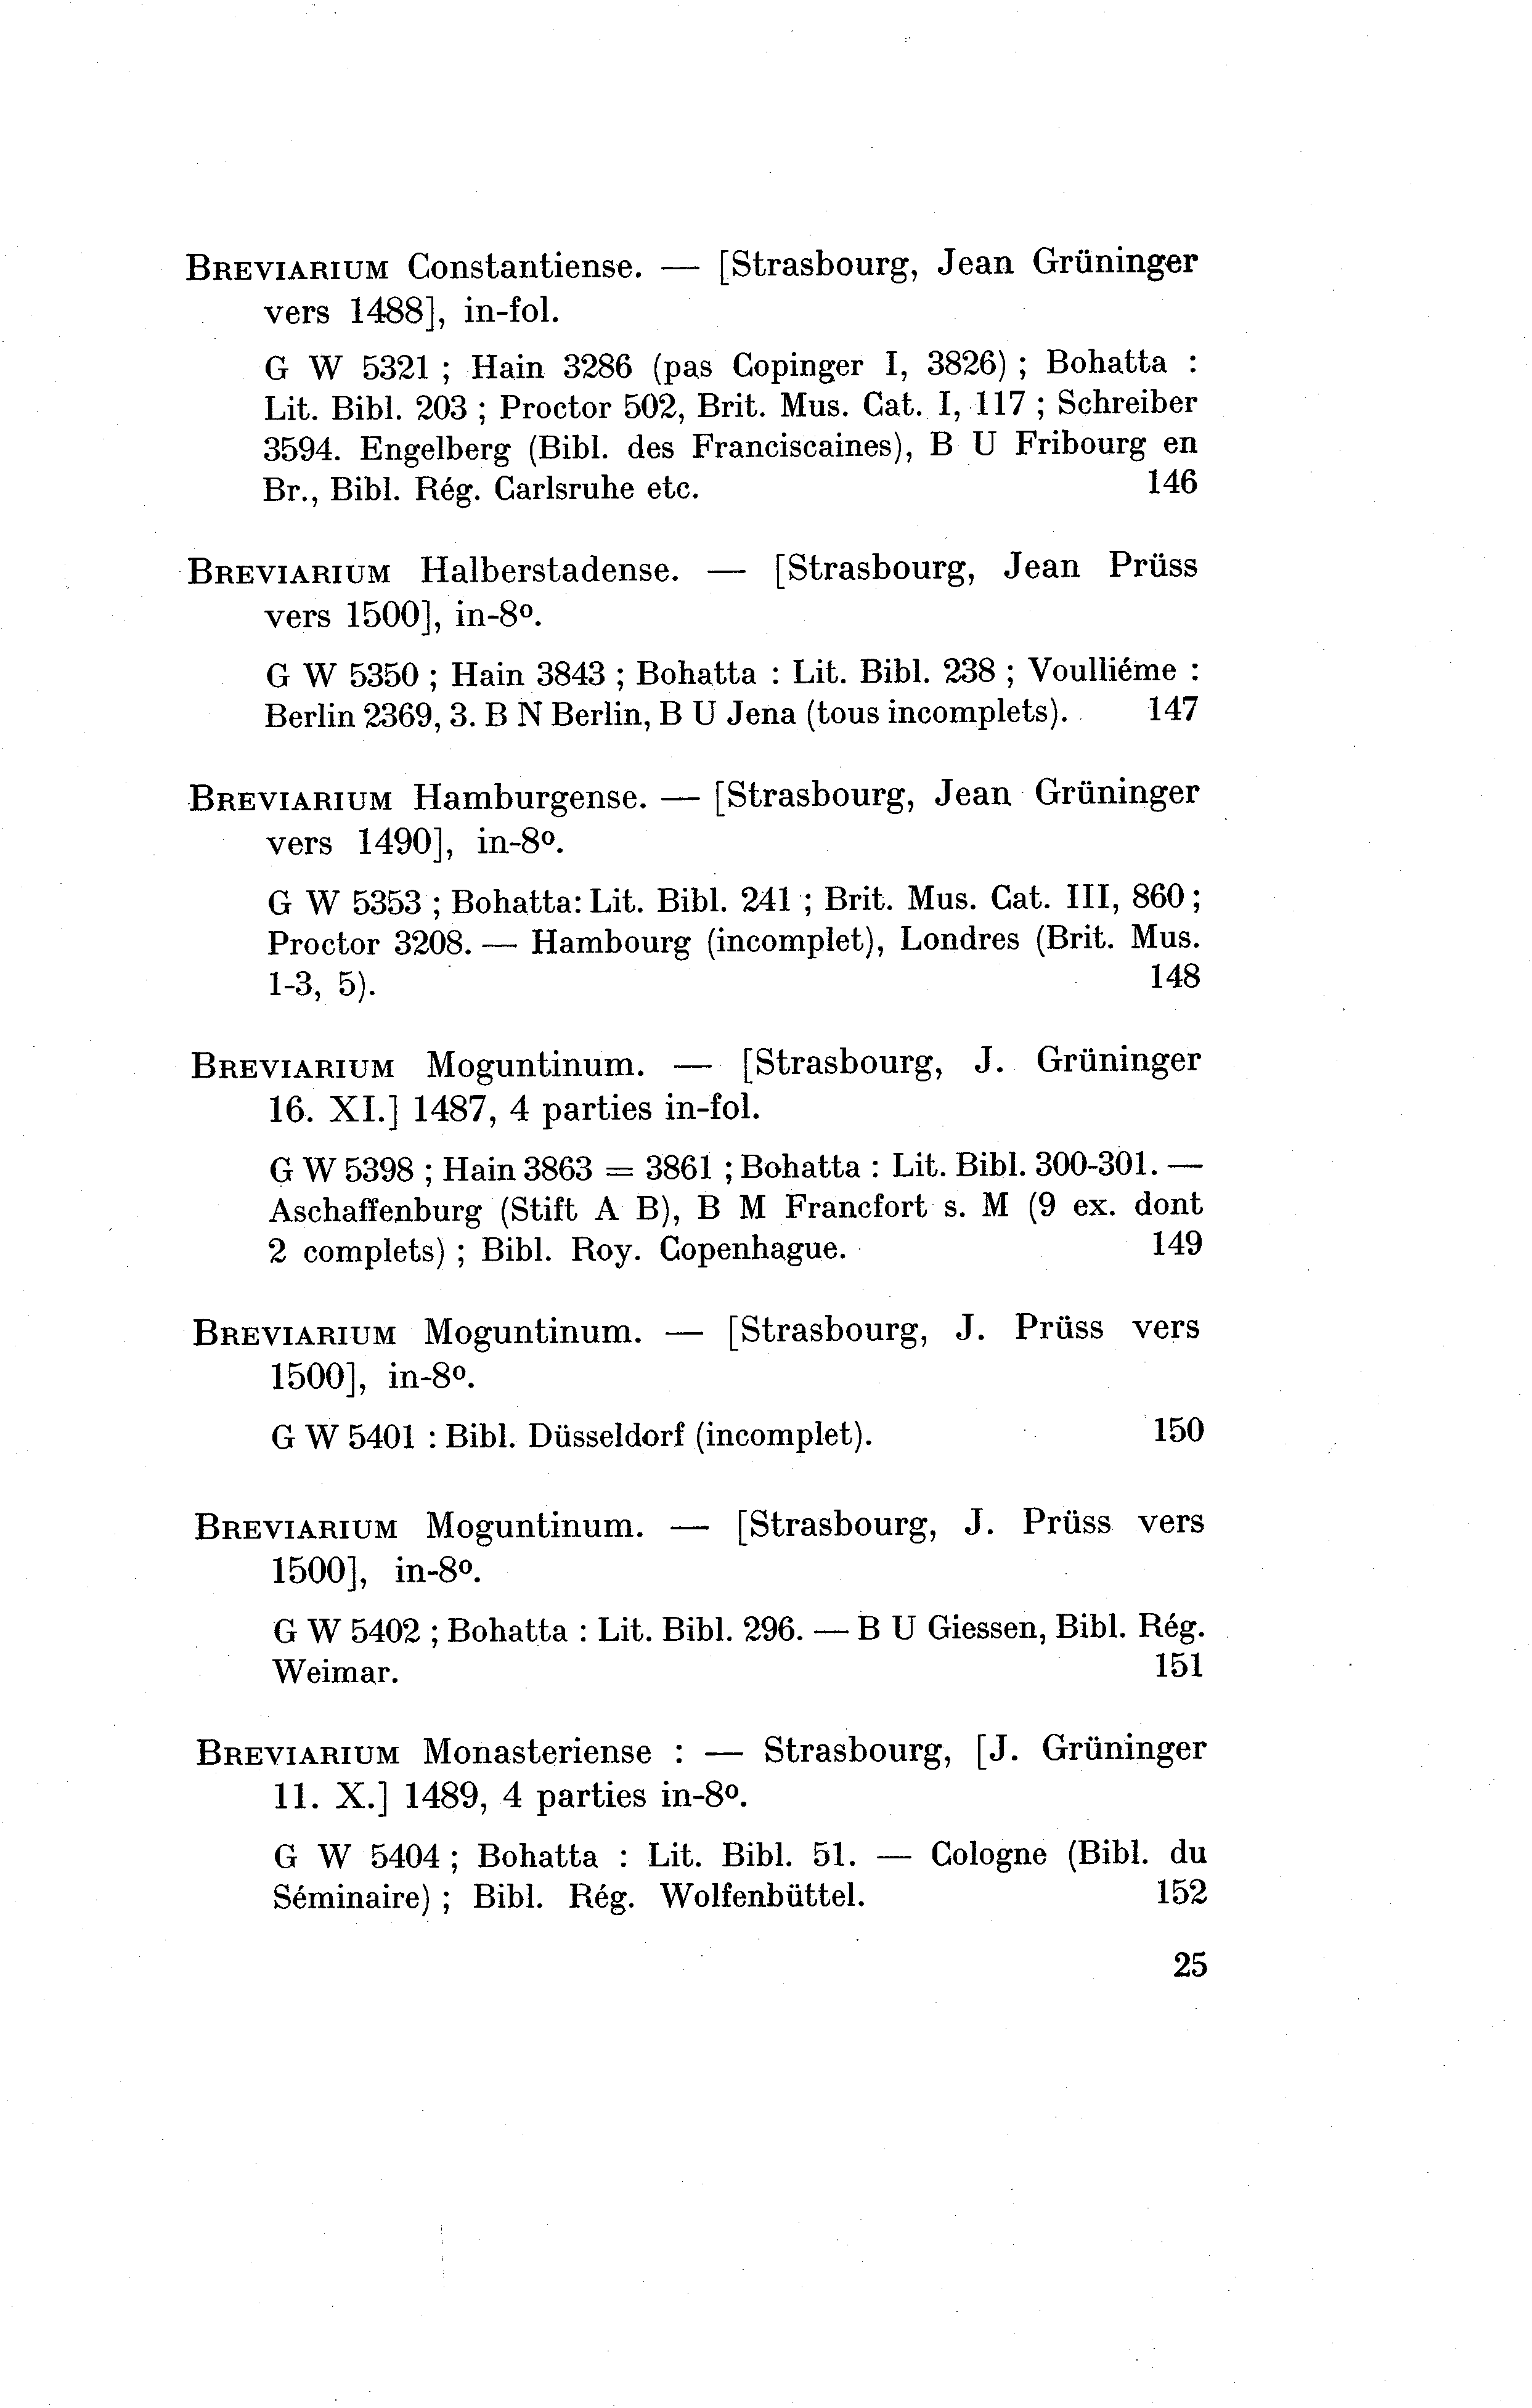 BREVIARIUM Constantiense. — [Strasbourg, Jean Grüninger
vers 1488], in-fol.
G W 5321 ; Hain 3286 (pas Copinger I, 3826) ; Bohatta :
Lit. Bibl. 203 ; Proctor 502, Brit. Mus. Cat. I, 117 ; Schreiber
3594. Engelberg (Bibl. des Franciscaines), B U Fribourg en
Br., Bibl. Rég. Carlsruhe etc. 146
BREVIARIUM Halberstadense. — [Strasbourg, Jean Prüss
vers 1500], in-8º.
G W 5350 ; Hain 3843 ; Bohatta : Lit. Bibl. 238 ; Voulliéme :
Berlin 2369, 3. B N Berlin, B U Jena (tous incomplets). 147
BREVIARIUM Hamburgense. — [Strasbourg, Jean Grüninger
vers 1490], in-8º.
G W 5353 ; Bohatta: Lit. Bibl. 241 ; Brit. Mus. Cat. III, 860 ;
Proctor 3208. — Hambourg (incomplet), Londres (Brit. Mus.
1-3, 5). 148
BREVIARIUM Moguntinum. — [Strasbourg, J. Grüninger
16. XI.] 1487, 4 parties in-fol.
G W 5398 ; Hain 3863 = 3861 ; Bohatta : Lit. Bibl. 300-301. —
Aschaffenburg (Stift A B), B M Francfort s. M (9 ex. dont
2 complets) ; Bibl. Roy. Copenhague. 149
BREVIARIUM Moguntinum. — [Strasbourg, J. Prüss vers
1500], in-8º.
G W 5401 : Bibl. Düsseldorf (incomplet). 150
BREVIARIUM Moguntinum. — [Strasbourg, J. Prüss vers
1500], in-8º.
G W 5402 ; Bohatta : Lit. Bibl. 296. — B U Giessen, Bibl. Rég.
Weimar. 151
BREVIARIUM Monasteriense : — Strasbourg, [J. Grüninger
11. X.] 1489, 4 parties in-8º.
G W 5404 ; Bohatta : Lit. Bibl. 51. — Cologne (Bibl. du
Séminaire) ; Bibl. Rég. Wolfenbüttel. 152
25